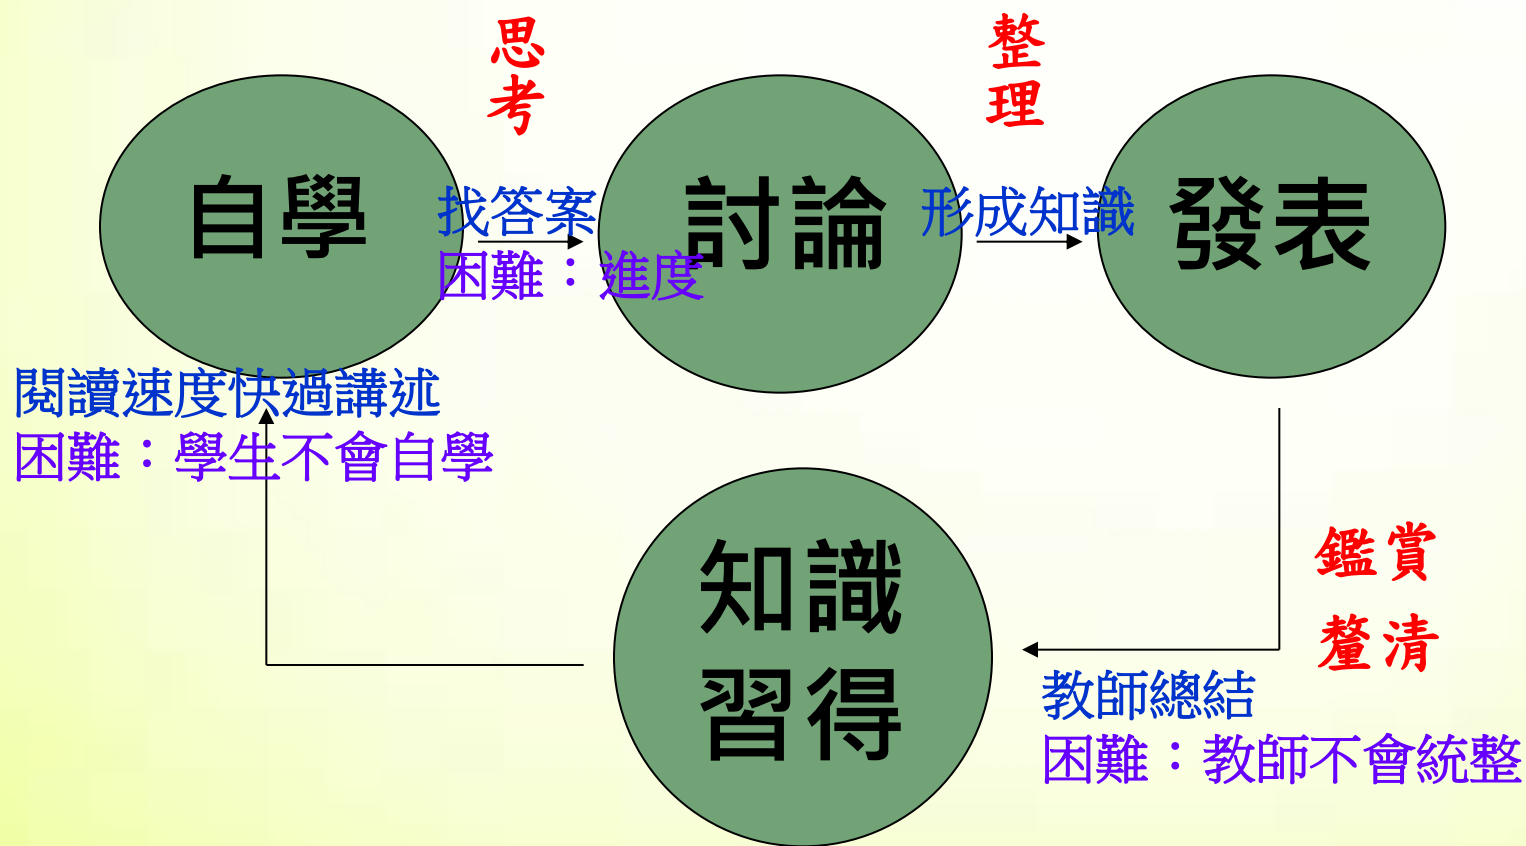 思考
整理
自學
討論
發表
找答案
困難：進度
形成知識
閱讀速度快過講述
困難：學生不會自學
知識
習得
鑑賞
釐清
教師總結
困難：教師不會統整